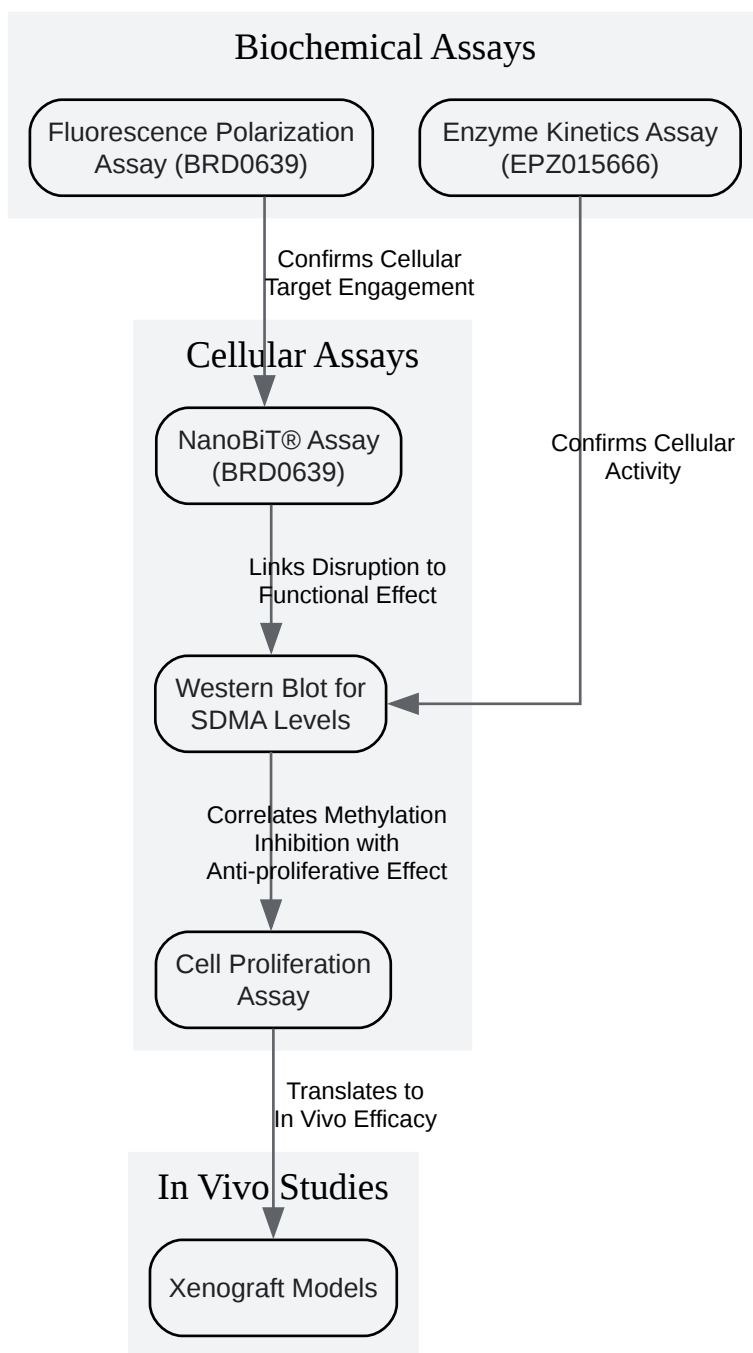 Biochemical Assays
Fluorescence Polarization
Assay (BRD0639)
Enzyme Kinetics Assay
(EPZ015666)
Confirms Cellular
Target Engagement
Cellular Assays
NanoBiT® Assay
(BRD0639)
Confirms Cellular
Activity
Links Disruption to
Functional Effect
Western Blot for
SDMA Levels
Correlates Methylation
Inhibition with
Anti-proliferative Effect
Cell Proliferation
Assay
Translates to
In Vivo Efficacy
In Vivo Studies
Xenograft Models